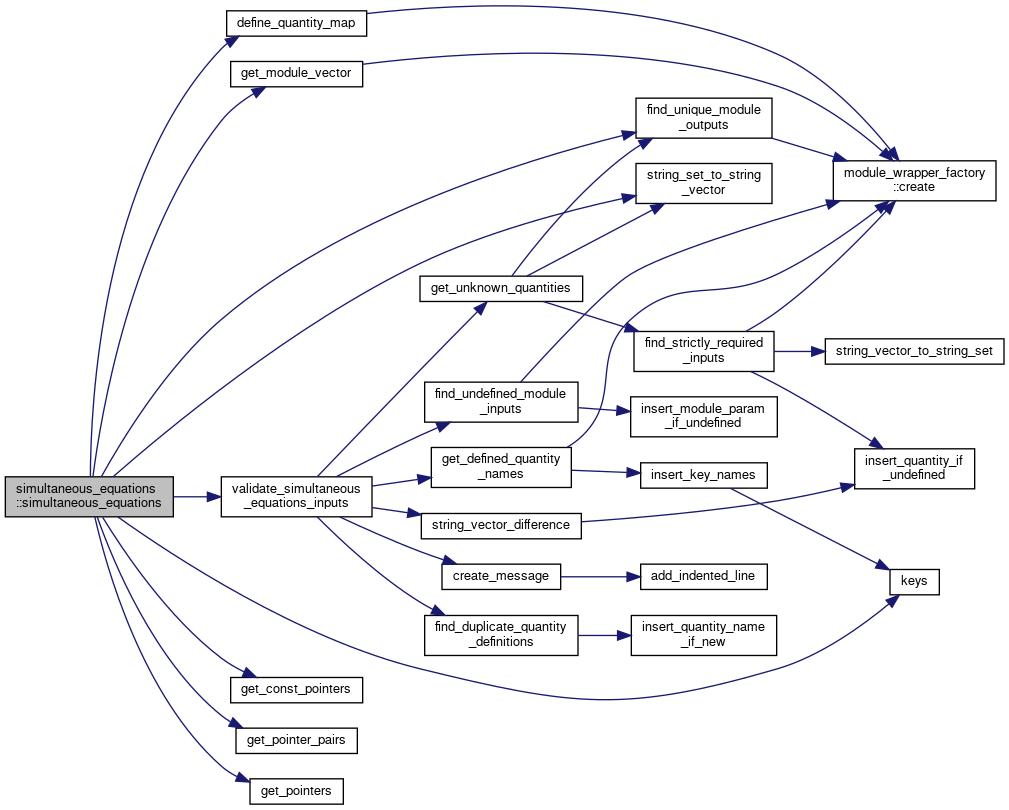 define_quantity_map
get_module_vector
find_unique_module
_outputs
string_set_to_string
_vector
module_wrapper_factory
::create
get_unknown_quantities
find_strictly_required
_inputs
string_vector_to_string_set
find_undefined_module
_inputs
insert_module_param
_if_undefined
get_defined_quantity
_names
insert_key_names
insert_quantity_if
_undefined
simultaneous_equations
::simultaneous_equations
validate_simultaneous
_equations_inputs
string_vector_difference
create_message
add_indented_line
keys
find_duplicate_quantity
_definitions
insert_quantity_name
_if_new
get_const_pointers
get_pointer_pairs
get_pointers